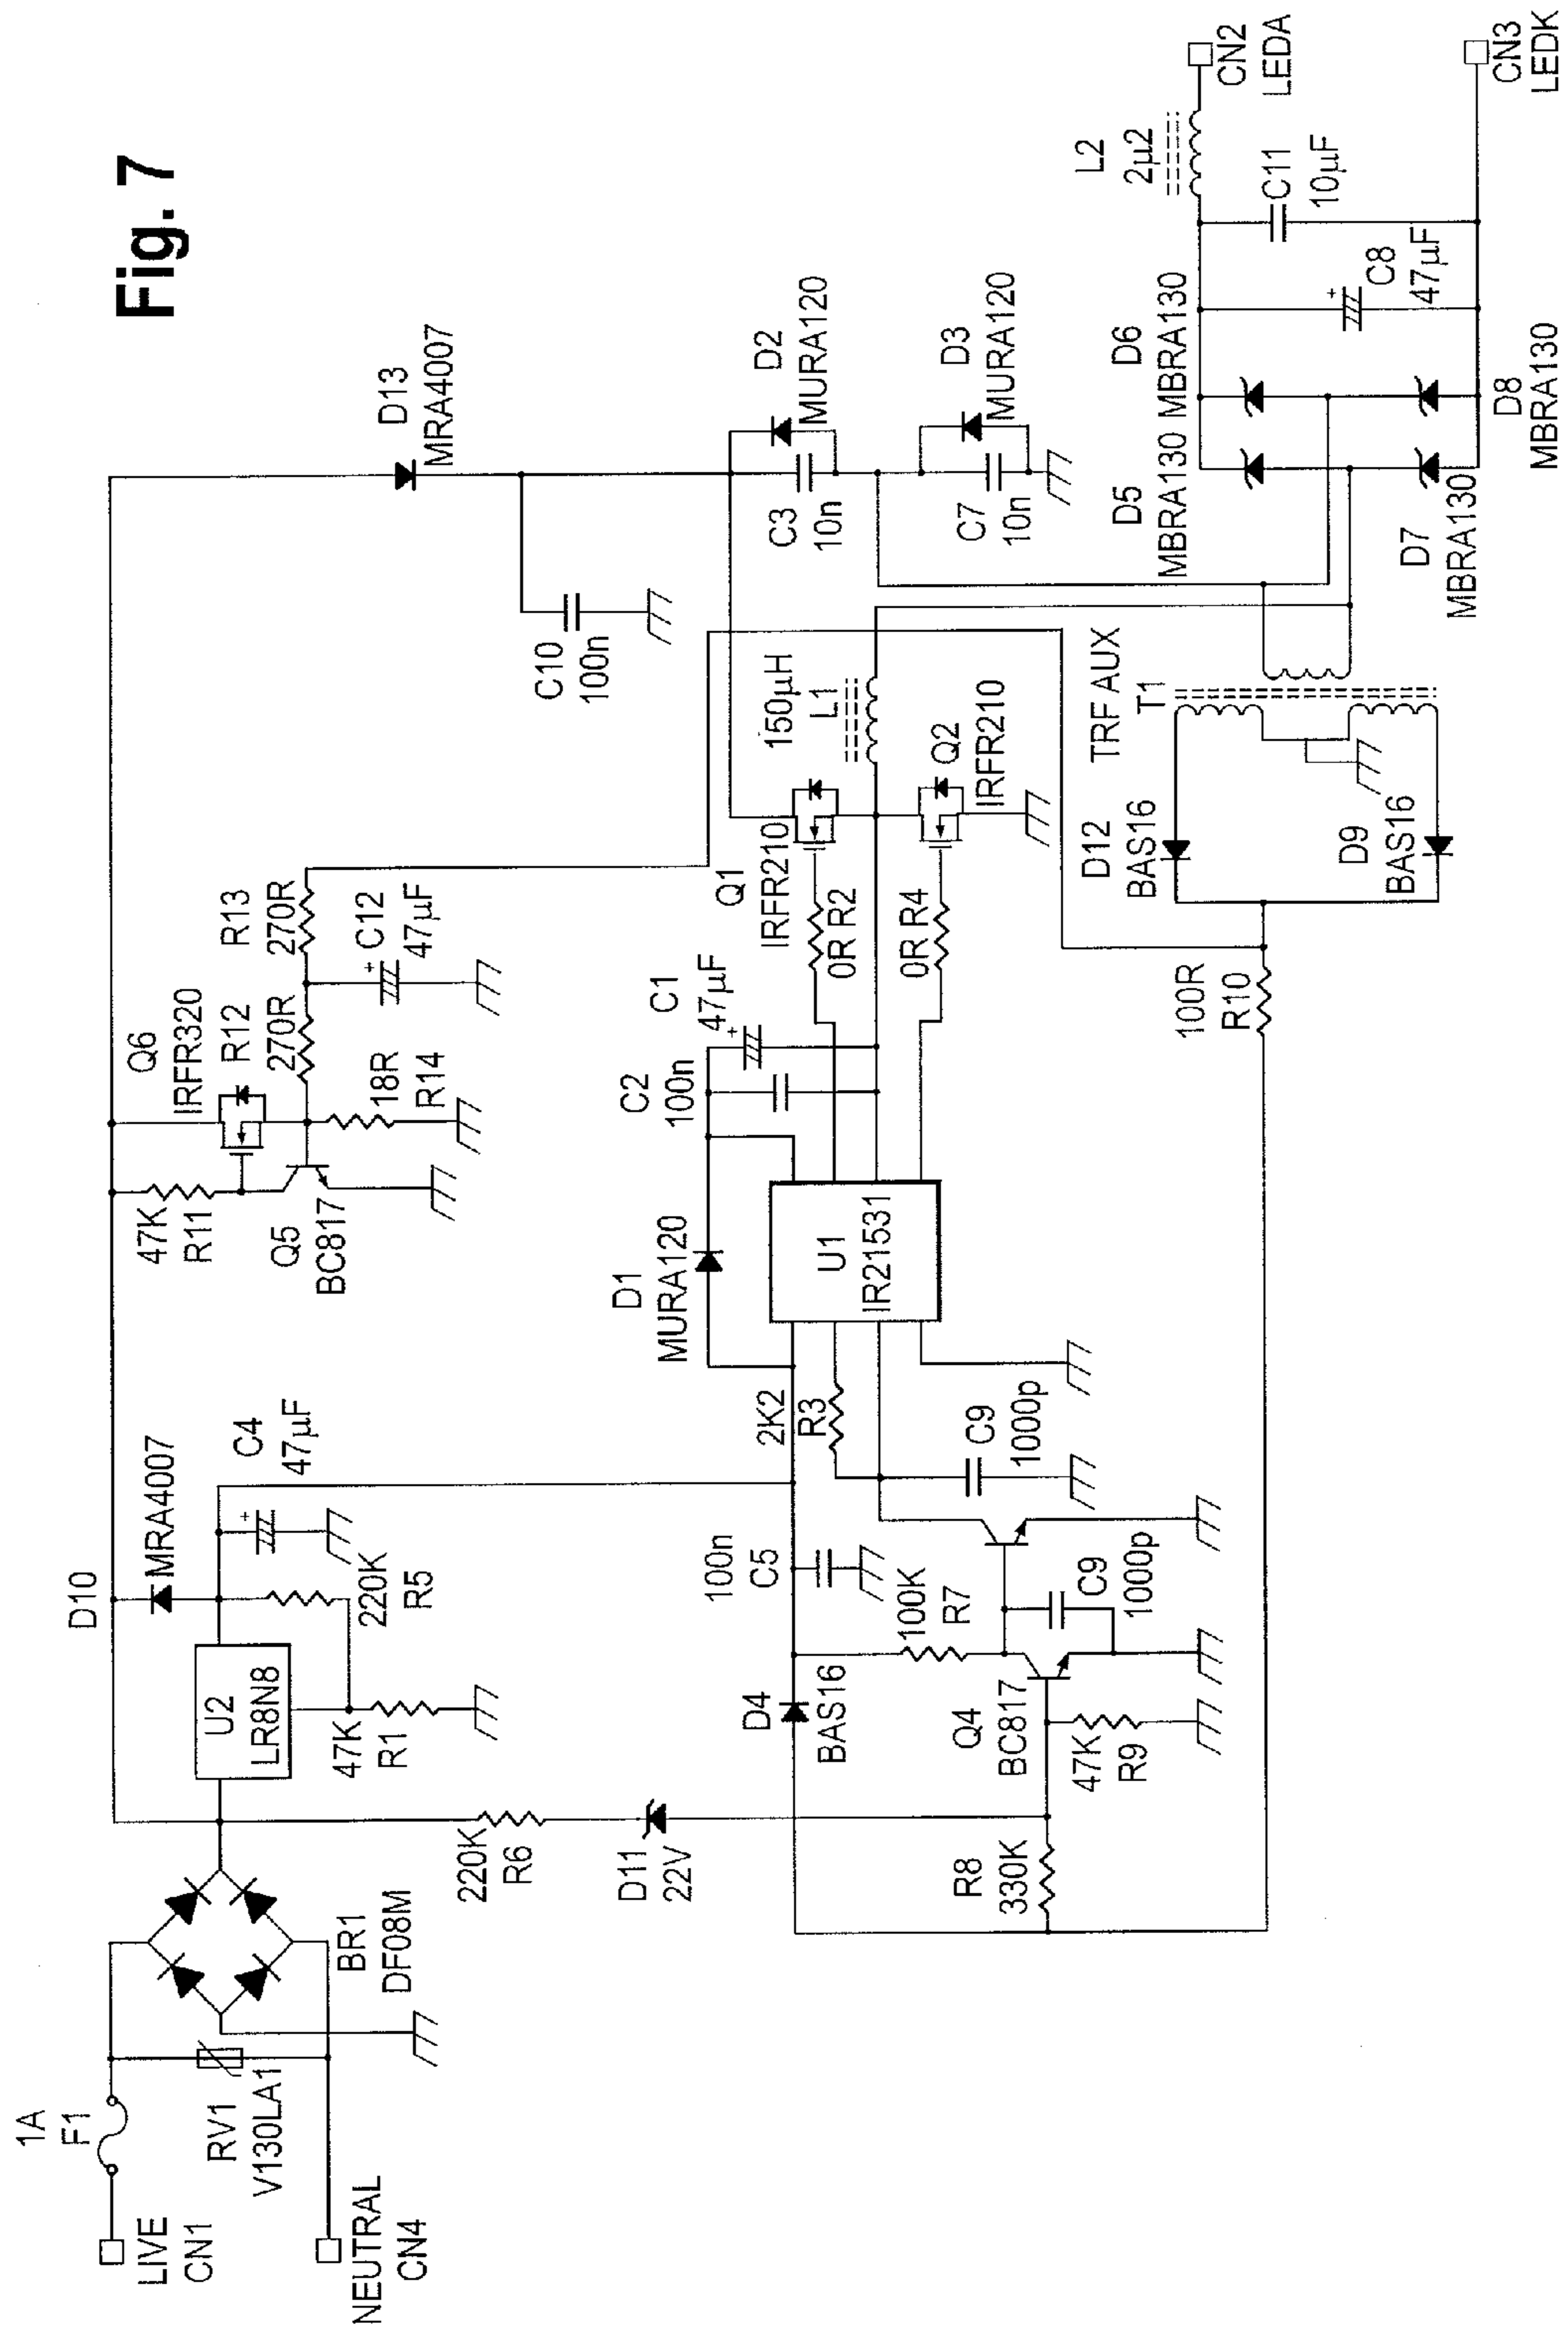 Fig. 7
1A
F1
LIVE
CN1
RV1
V130LA1
NEUTRAL
CN4
BR1
DF08M
D10
MRA4007
U2
LR8N8
C4
47µF
220K
R5
47K
R1
220K
R6
D11
22V
47K
R11
Q6
IRFR320
R12
270R
R13
270R
C12
47µF
18R
R14
Q5
BC817
D13
MRA4007
C10
100n
D2
MURA120
C3
10n
D3
MURA120
C7
10n
D1
MURA120
C2
100n
C1
47µF
Q1
IRFR210
0R R2
0R R4
150µH
L1
Q2
IRFR210
U1
IR21531
2K2
R3
C9
1000p
100n
C5
D4
BAS16
100K
R7
C9
1000p
Q4
BC817
47K
R9
R8
330K
100R
R10
D12
BAS16
D9
BAS16
TRF AUX
T1
D5
MBRA130
D6
MBRA130
D7
MBRA130
D8
MBRA130
C8
47µF
C11
10µF
L2
2µ2
CN2
LEDA
CN3
LEDK